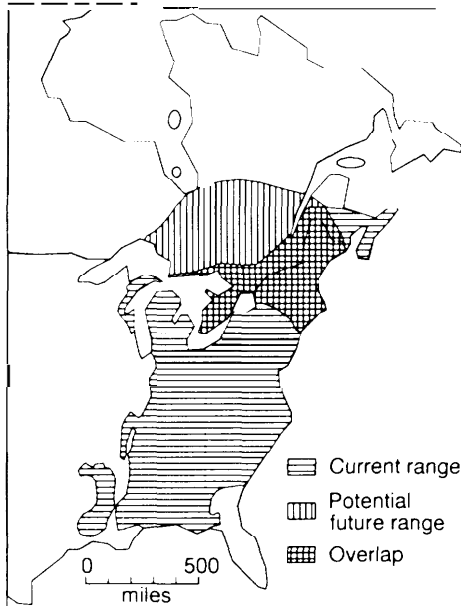 Current range
Potential
future range
Overlap
0 500
miles